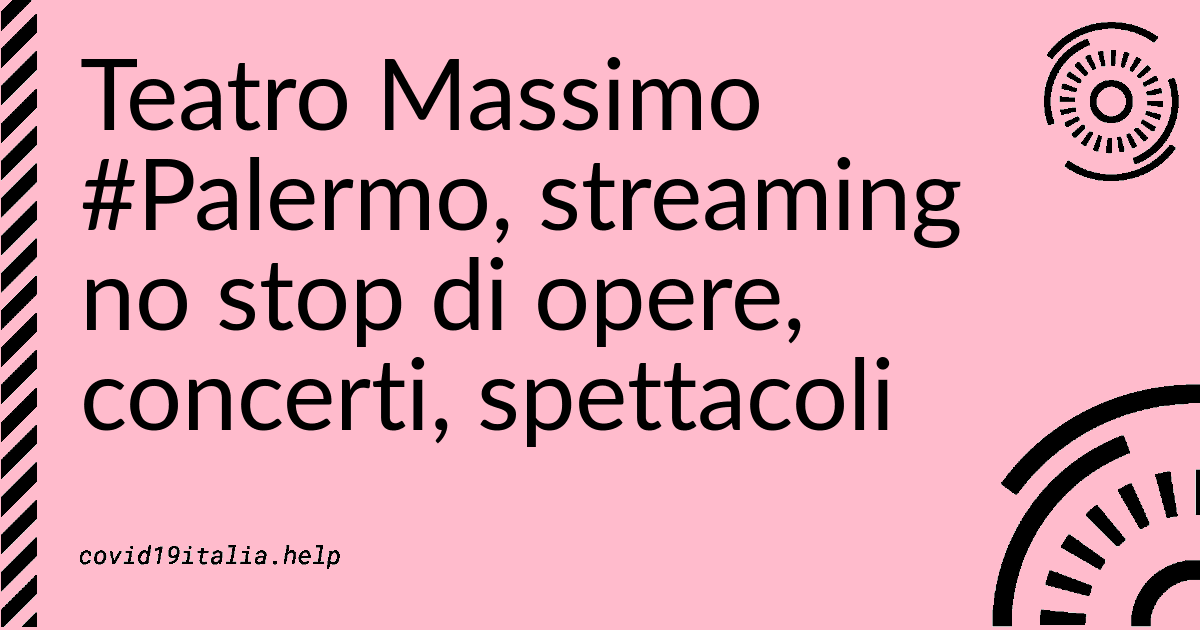 Teatro Massimo
#Palermo, streaming
no stop di opere,
concerti, spettacoli
covid19italia.help